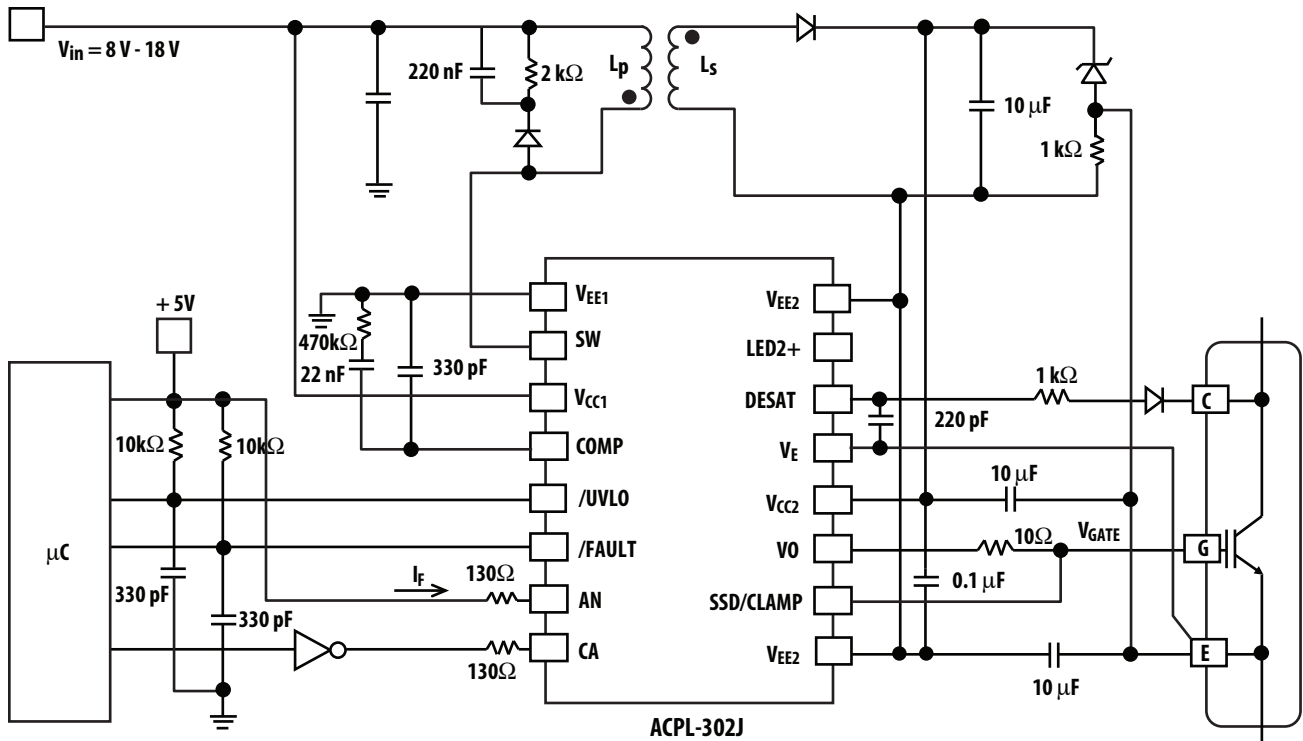 Vin = 8 V - 18 V
220 nF
2 kΩ
Lp
Ls
10 µF
1 kΩ
+ 5V
VEE1
470kΩ
SW
22 nF
330 pF
VCC1
COMP
10kΩ
10kΩ
/UVLO
µC
/FAULT
330 pF
IF
130Ω
AN
330 pF
130Ω
CA
VEE2
LED2+
1 kΩ
DESAT
C
220 pF
VE
10 µF
VCC2
10Ω
VGATE
VO
G
0.1 µF
SSD/CLAMP
VEE2
E
10 µF
ACPL-302J